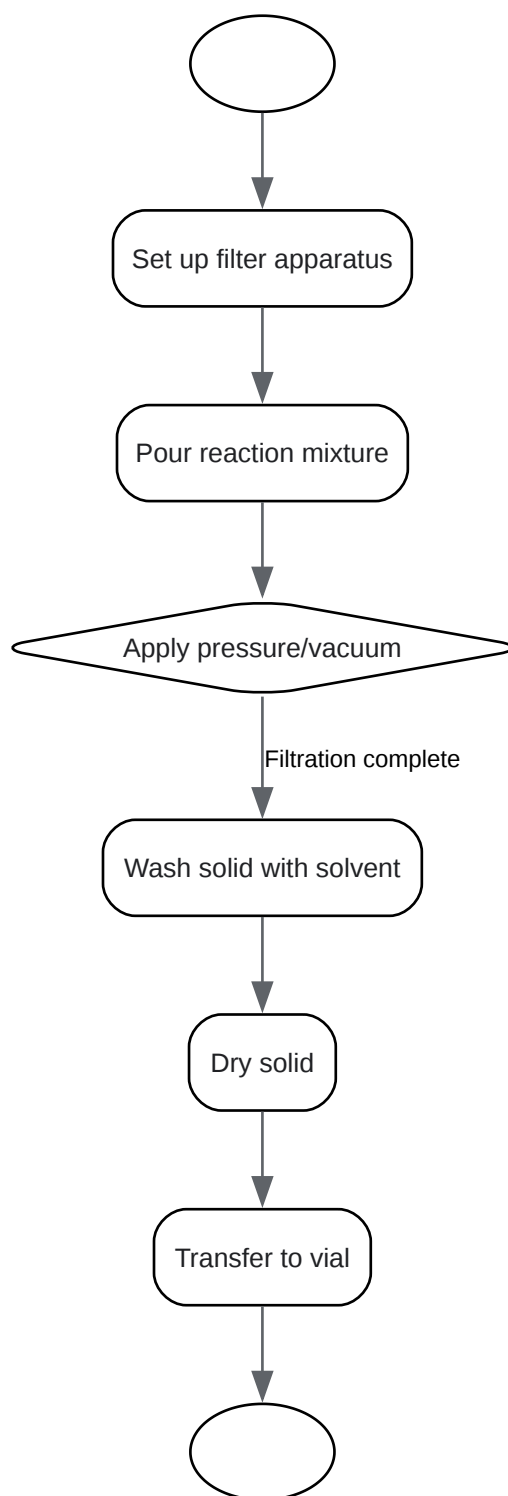 Set up filter apparatus
Pour reaction mixture
Apply pressure/vacuum
Filtration complete
Wash solid with solvent
Dry solid
Transfer to vial